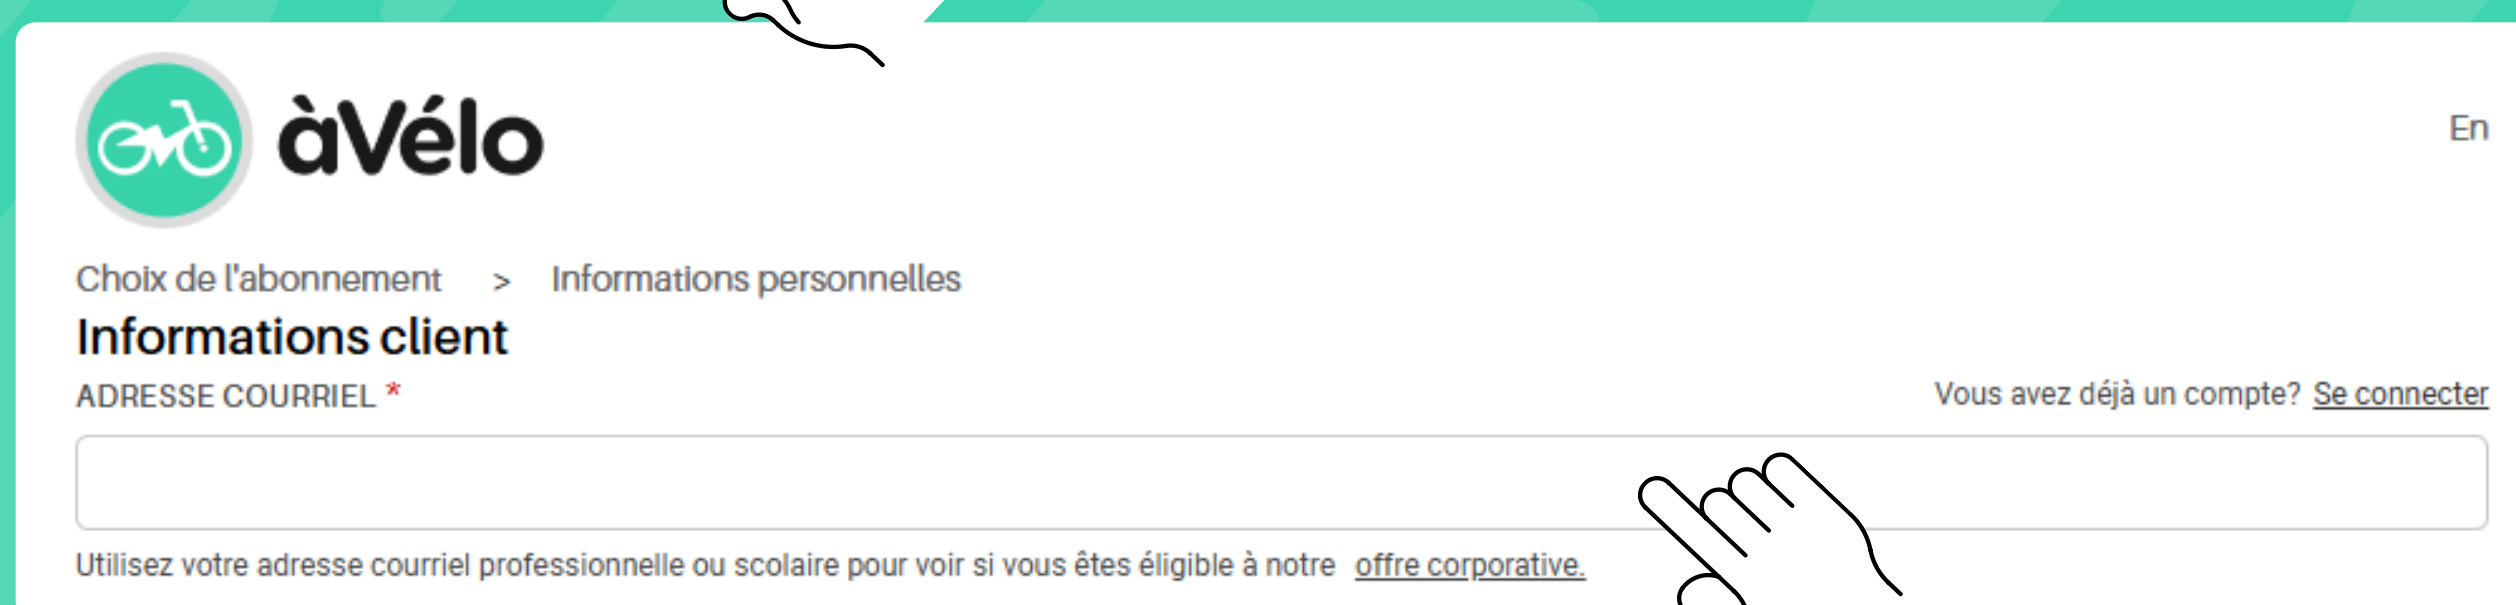 àVélo
En
Choix de l'abonnement > Informations personnelles
Informations client
ADRESSE COURRIEL *
Vous avez déjà un compte? Se connecter
Utilisez votre adresse courriel professionnelle ou scolaire pour voir si vous êtes éligible à notre offre corporative.